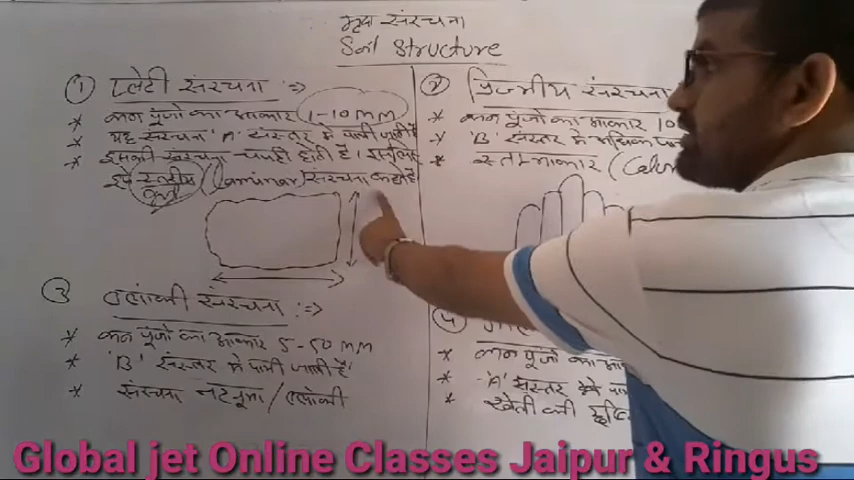 मृदा संरचना
Soil Structure
① प्लेटी संरचना :⇒
* कण पूंजो का आकार 1-10 mm
* यह संरचना 'A' संस्तर मे पायी जाती है
* इसकी संरचना चपटी होती है। इसलिए
इसे स्तरीय (Laminar) संरचना कहते है
② प्रिज्मीय संरचना
* कण पूंजो का आकार 10
* 'B' संस्तर मे अधिक
* स्तम्भाकार (Colum
③ ब्लॉकी संरचना :⇒
* कण पूंजो का आकार 5-50 mm
* 'B' संस्तर मे पायी जाती है
* संरचना नटनूमा/ब्लॉकी
④
* कण पूंजो का आ
* 'A' संस्तर मे
* खेती की
Global jet Online Classes Jaipur & Ringus